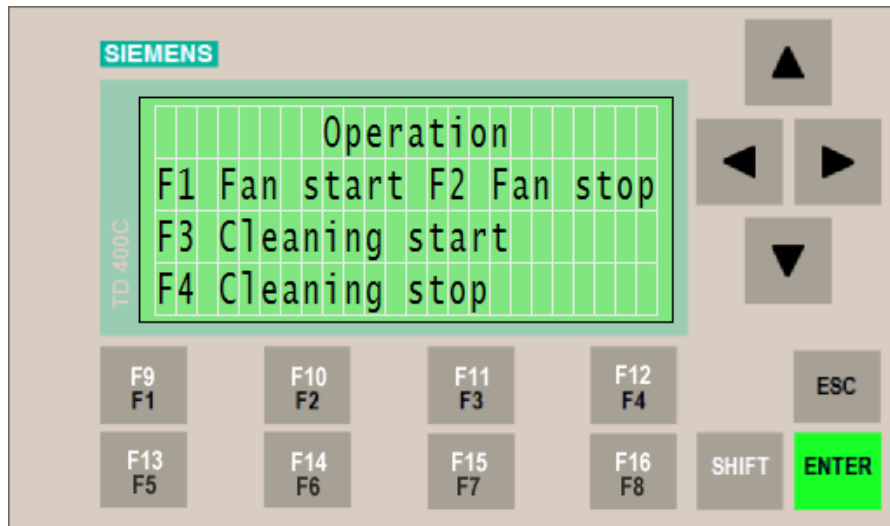 SIEMENS
TD 400C
Operation
F1 Fan start F2 Fan stop
F3 Cleaning start
F4 Cleaning stop
F9 F10 F11 F12
F1 F2 F3 F4 ESC
F13 F14 F15 F16
F5 F6 F7 F8 SHIFT ENTER